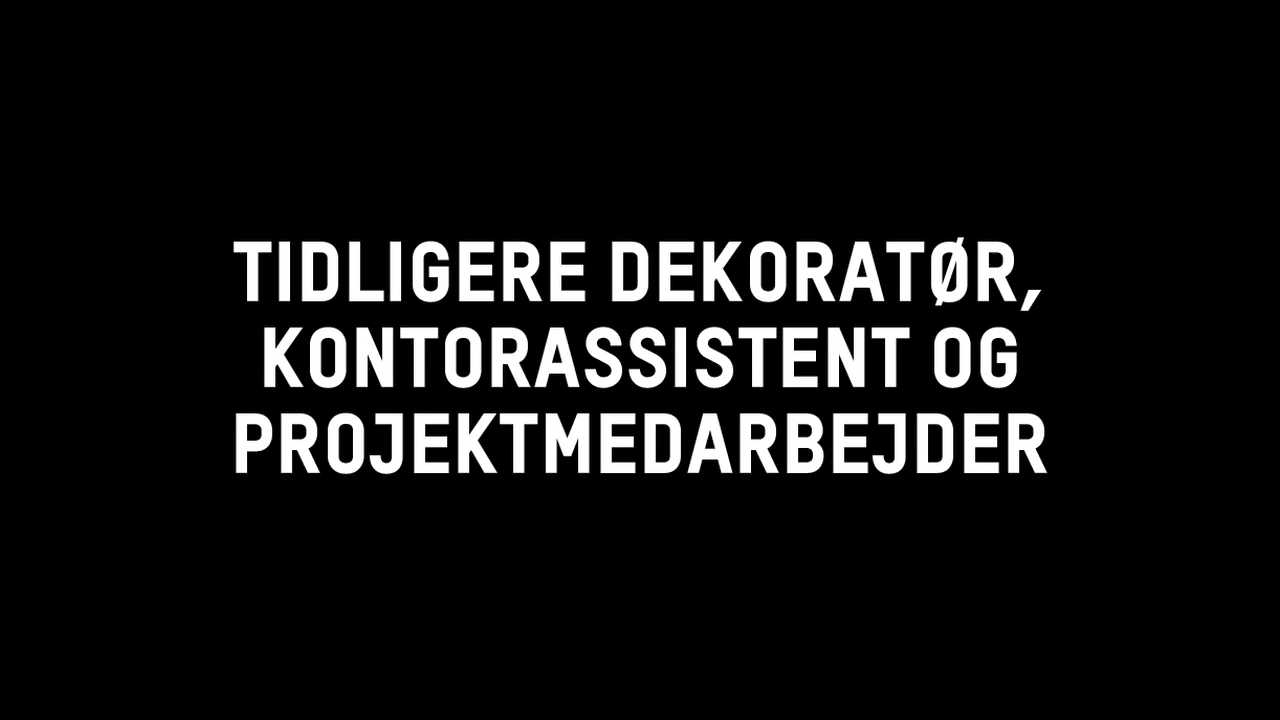 TIDLIGERE DEKORATØR,
KONTORASSISTENT OG
PROJEKTMEDARBEJDER